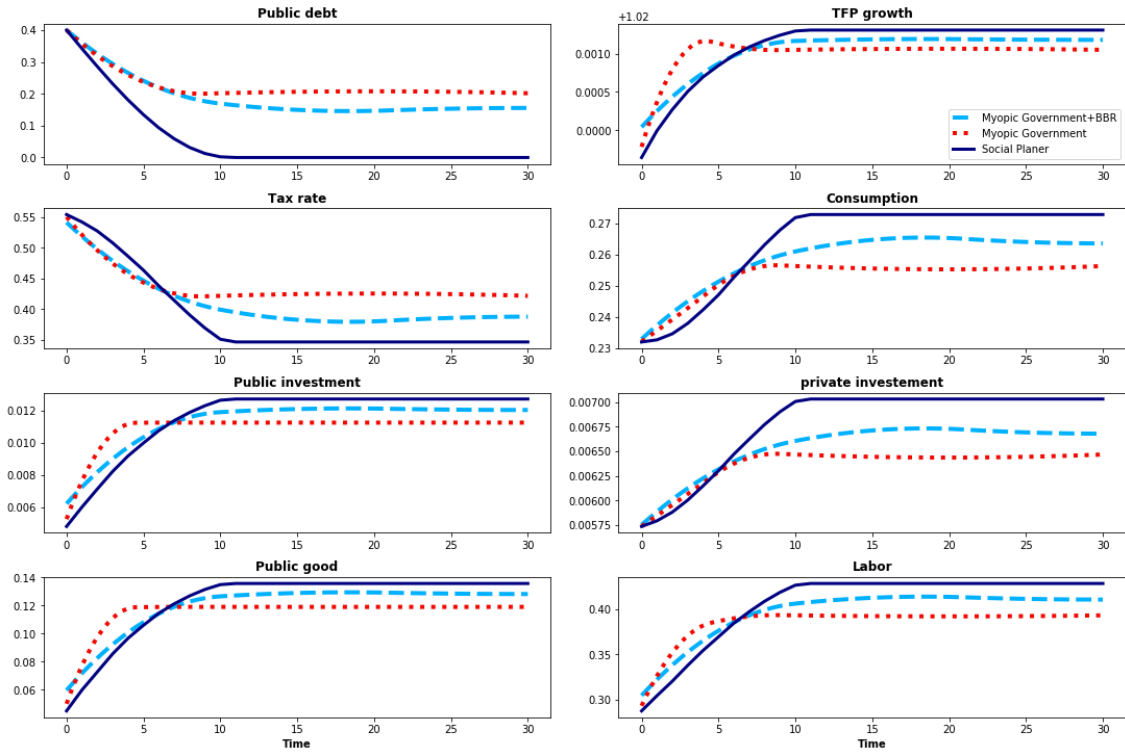 Public debt
0.4
0.3
0.2
0.1
0.0
0 5 10 15 20 25 30
TFP growth
+1.02
0.0010
0.0005
0.0000
Myopic Government+BBR
Myopic Government
Social Planer
0 5 10 15 20 25 30
Tax rate
0.55
0.50
0.45
0.40
0.35
0 5 10 15 20 25 30
Consumption
0.27
0.26
0.25
0.24
0.23
0 5 10 15 20 25 30
Public investment
0.012
0.010
0.008
0.006
0 5 10 15 20 25 30
private investement
0.00700
0.00675
0.00650
0.00625
0.00600
0.00575
0 5 10 15 20 25 30
Public good
0.14
0.12
0.10
0.08
0.06
0 5 10 15 20 25 30
Time
Labor
0.40
0.35
0.30
0 5 10 15 20 25 30
Time